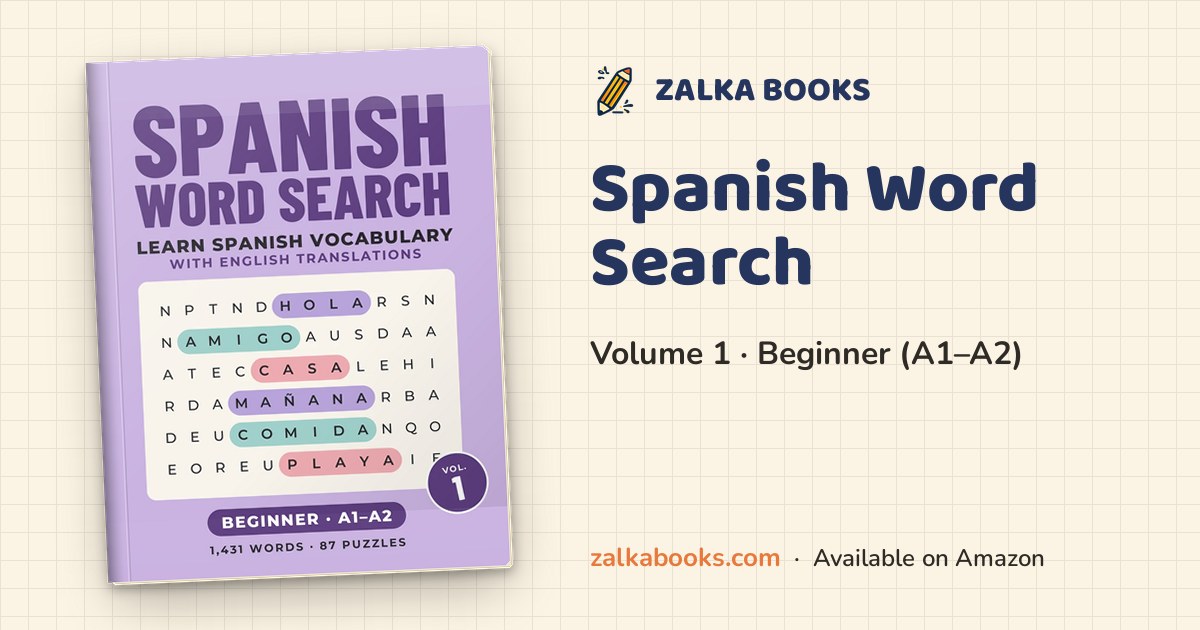 SPANISH
WORD SEARCH
LEARN SPANISH VOCABULARY
WITH ENGLISH TRANSLATIONS
N P T N D H O L A R S N
N A M I G O A U S D A A
A T E C C A S A L E H I
R D A M A Ñ A N A R B A
D E U C O M I D A N Q O
E O R E U P L A Y A I E
VOL.
1
BEGINNER · A1–A2
1,431 WORDS · 87 PUZZLES
ZALKA BOOKS
Spanish Word
Search
Volume 1 · Beginner (A1–A2)
zalkabooks.com · Available on Amazon